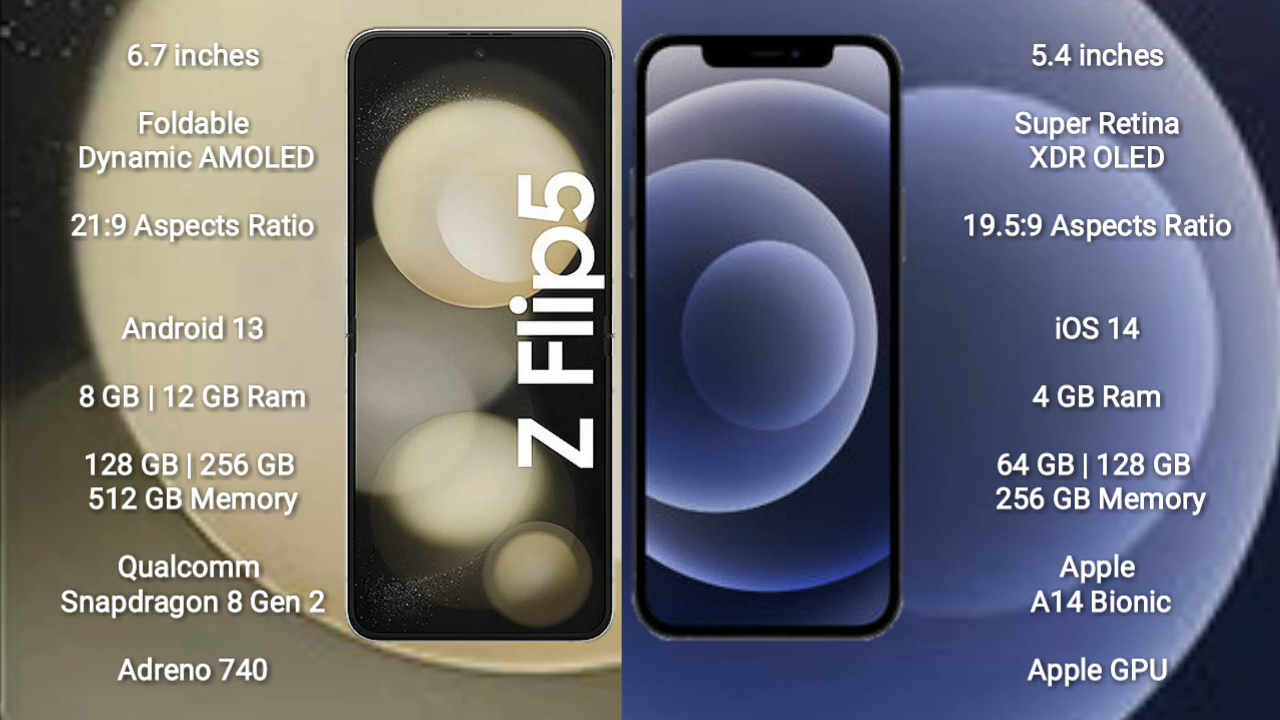 6.7 inches
Foldable
Dynamic AMOLED
21:9 Aspects Ratio
Android 13
8 GB | 12 GB Ram
128 GB | 256 GB
512 GB Memory
Qualcomm
Snapdragon 8 Gen 2
Adreno 740
Z Flip5
5.4 inches
Super Retina
XDR OLED
19.5:9 Aspects Ratio
iOS 14
4 GB Ram
64 GB | 128 GB
256 GB Memory
Apple
A14 Bionic
Apple GPU